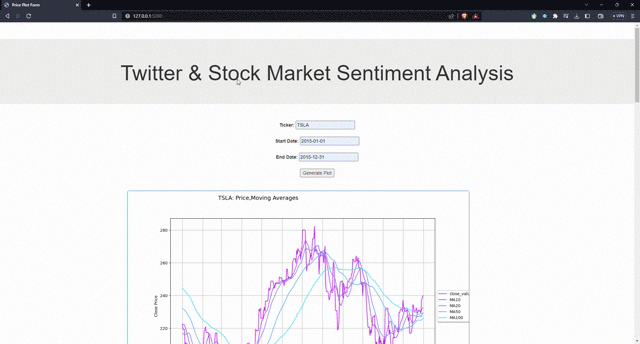 Price Plot Form
127.0.0.1
VPN
Twitter & Stock Market Sentiment Analysis
Ticker: TSLA
Start Date: 2015-01-01
End Date: 2015-12-31
Generate Plot
TSLA: Price,Moving Averages
280
260
240
220
Close Price
MA10
MA20
MA50
MA100